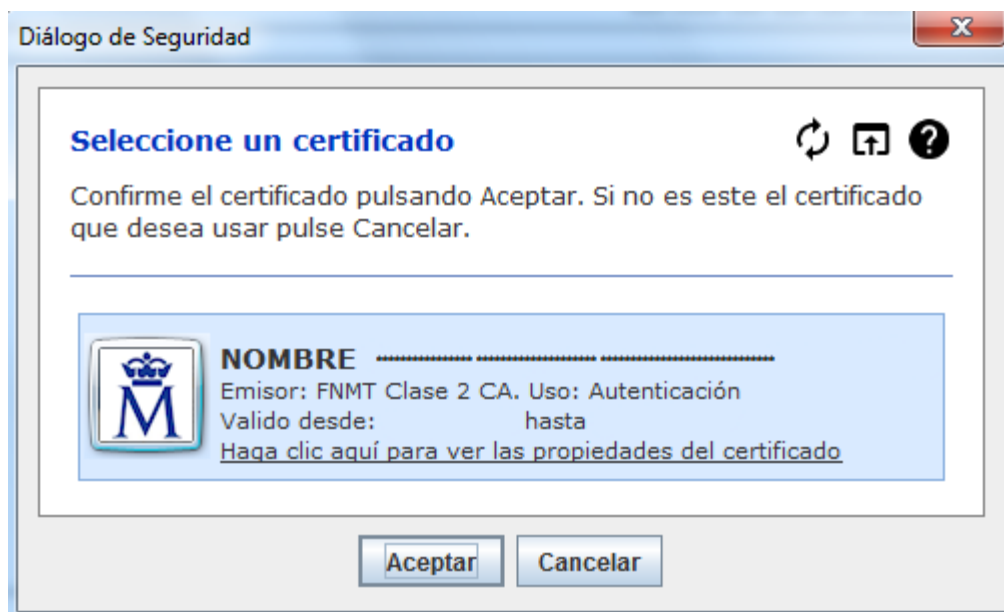 Diálogo de Seguridad
Seleccione un certificado
Confirme el certificado pulsando Aceptar. Si no es este el certificado
que desea usar pulse Cancelar.
NOMBRE
Emisor: FNMT Clase 2 CA. Uso: Autenticación
Valido desde: hasta
Haga clic aquí para ver las propiedades del certificado
Aceptar Cancelar